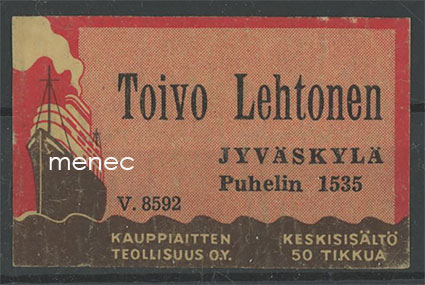 Toivo Lehtonen
menec
JYVÄSKYLÄ
Puhelin 1535
V. 8592
KAUPPIAITTEN
TEOLLISUUS O.Y.
KESKISISÄLTÖ
50 TIKKUA